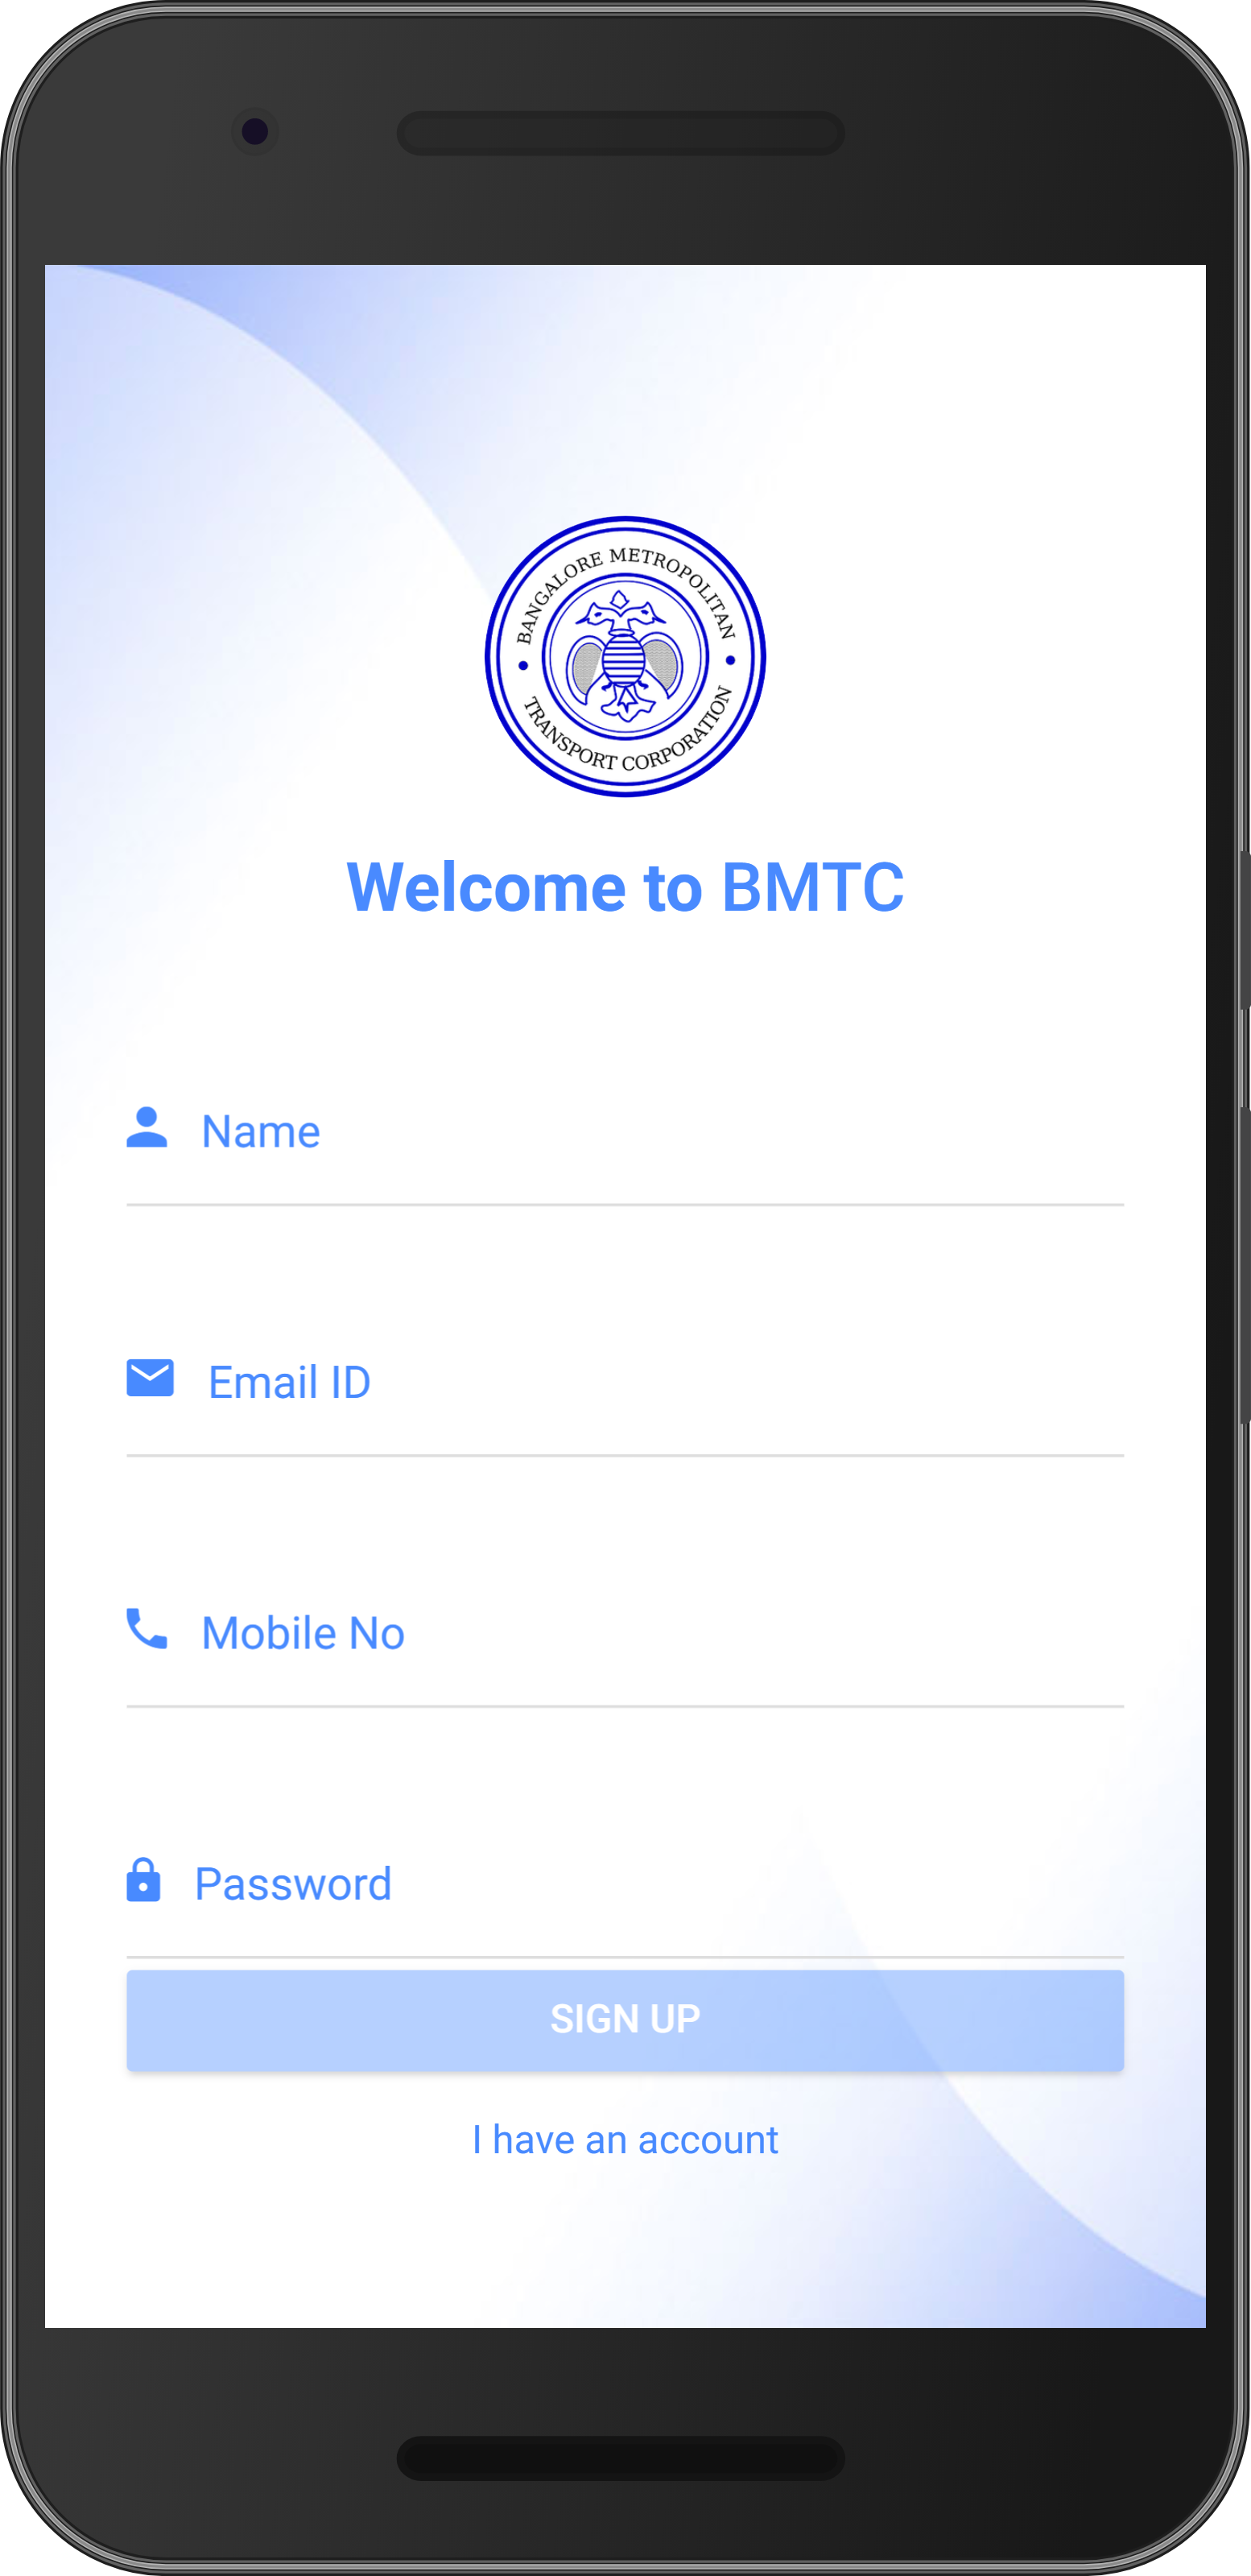 BANGALORE METROPOLITAN
TRANSPORT CORPORATION
Welcome to BMTC
Name
Email ID
Mobile No
Password
SIGN UP
I have an account